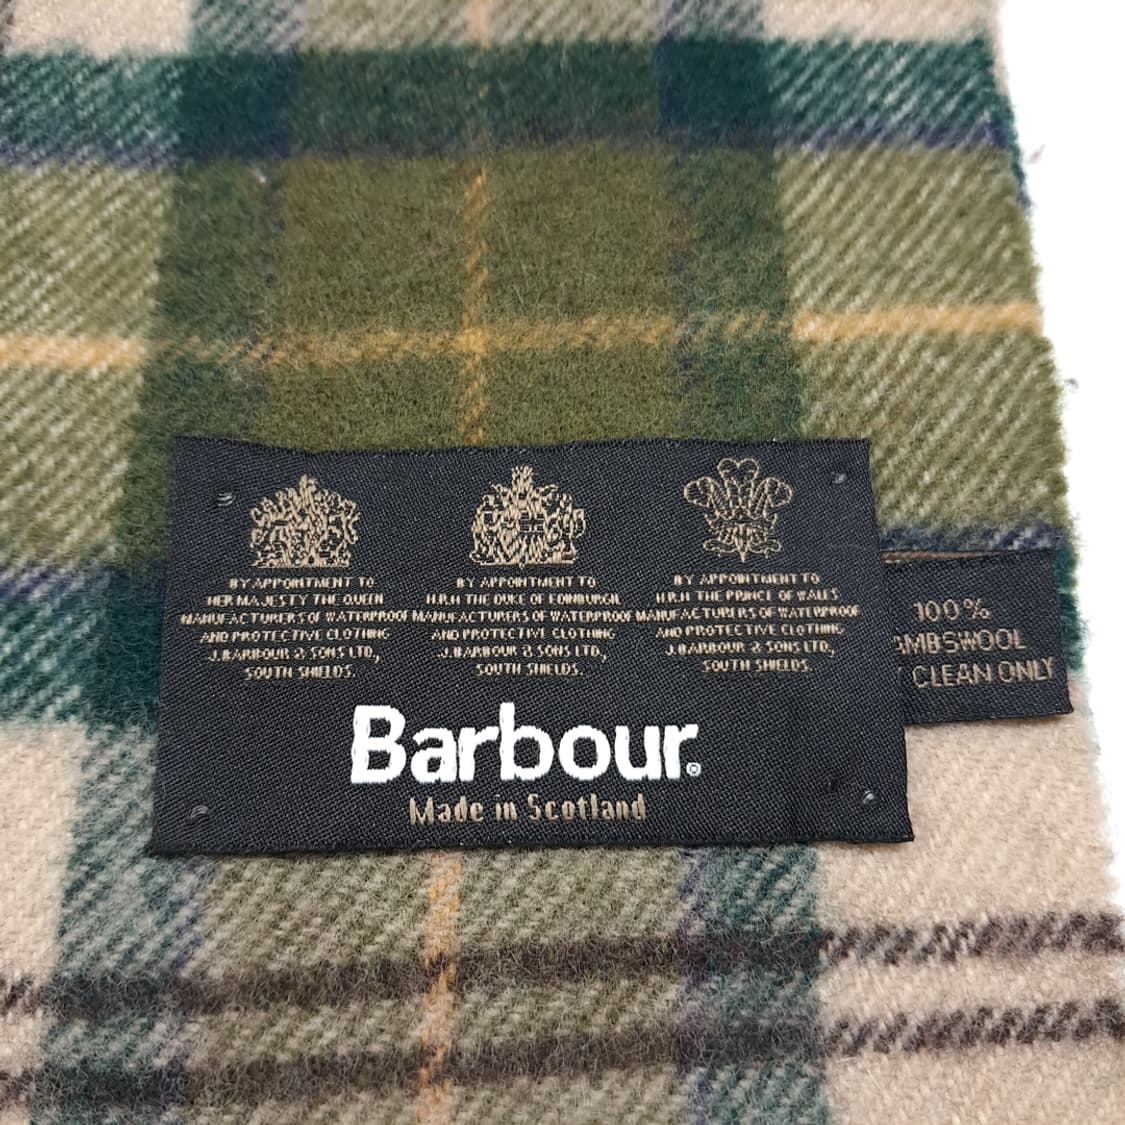 BY APPOINTMENT TO
HER MAJESTY THE QUEEN
MANUFACTURERS OF WATERPROOF
AND PROTECTIVE CLOTHING
J.BARBOUR & SONS LTD,
SOUTH SHIELDS.
BY APPOINTMENT TO
H.R.H THE DUKE OF EDINBURGH
MANUFACTURERS OF WATERPROOF
AND PROTECTIVE CLOTHING
J.BARBOUR & SONS LTD,
SOUTH SHIELDS.
BY APPOINTMENT TO
H.R.H THE PRINCE OF WALES
MANUFACTURERS OF WATERPROOF
AND PROTECTIVE CLOTHING
J.BARBOUR & SONS LTD,
SOUTH SHIELDS.
Barbour.®
Made in Scotland
100%
AMBSWOOL
CLEAN ONLY